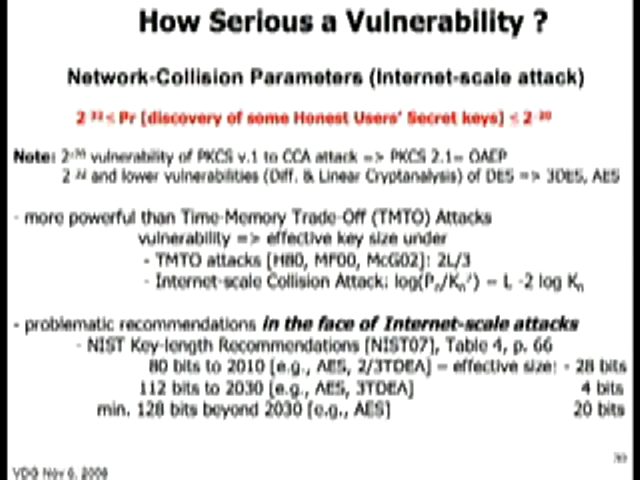 How Serious a Vulnerability ?
Network-Collision Parameters (Internet-scale attack)
≤ Pr [discovery of some Honest Users' Secret keys] ≤ 2
Note: 2 vulnerability of PKCS v.1 to CCA attack => PKCS 2.1- OAEP
2 and lower vulnerabilities (Diff. & Linear Cryptanalysis) of DES => 3DES, AES
- more powerful than Time-Memory Trade-Off (TMTO) Attacks
vulnerability => effective key size under
- TMTO attacks [H80, MF00, McG02]: 2L/3
- Internet-scale Collision Attack: = L -2 log Kn
- problematic recommendations in the face of Internet-scale attacks
- NIST Key-length Recommendations [NIST07], Table 4, p. 66
80 bits to 2010 [e.g., AES, 2/3TDEA] - effective size: - 28 bits
112 bits to 2030 [e.g., AES, 3TDEA] 4 bits
min. 128 bits beyond 2030 [e.g., AES] 20 bits
VDG Nov 6,